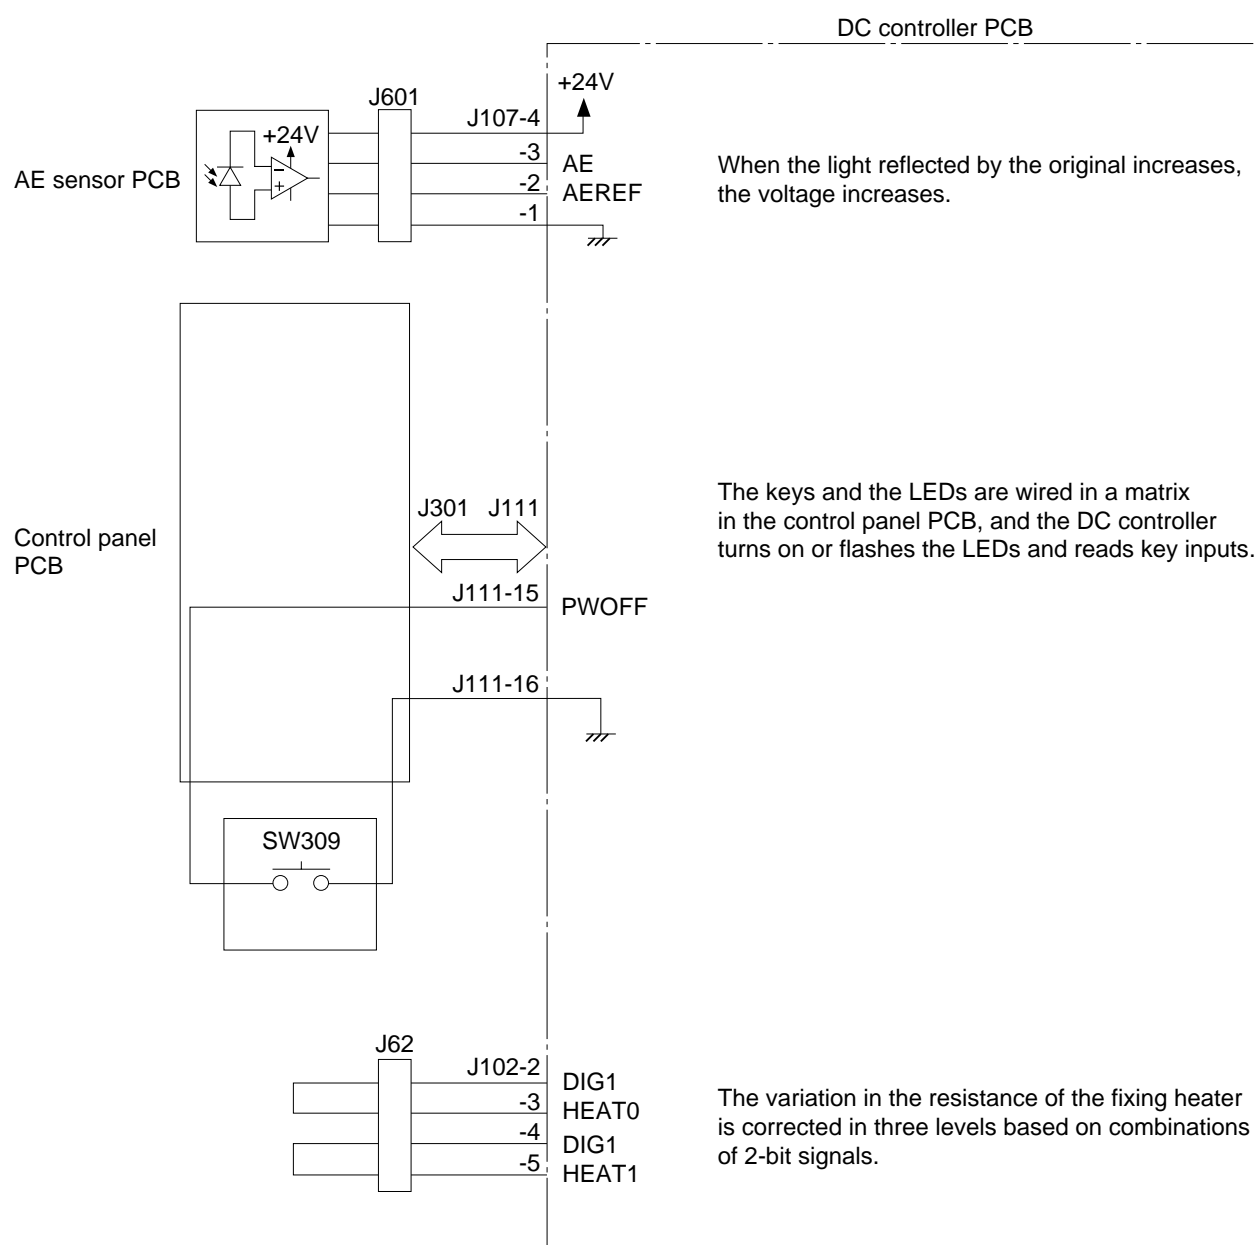 DC controller PCB
+24V
J601
J107-4
+24V
-3
AE
AE sensor PCB
-2
AEREF
-1
When the light reflected by the original increases,
the voltage increases.
J301 J111
Control panel
PCB
The keys and the LEDs are wired in a matrix
in the control panel PCB, and the DC controller
turns on or flashes the LEDs and reads key inputs.
J111-15
PWOFF
J111-16
SW309
J62
J102-2
DIG1
-3
HEAT0
-4
DIG1
-5
HEAT1
The variation in the resistance of the fixing heater
is corrected in three levels based on combinations
of 2-bit signals.